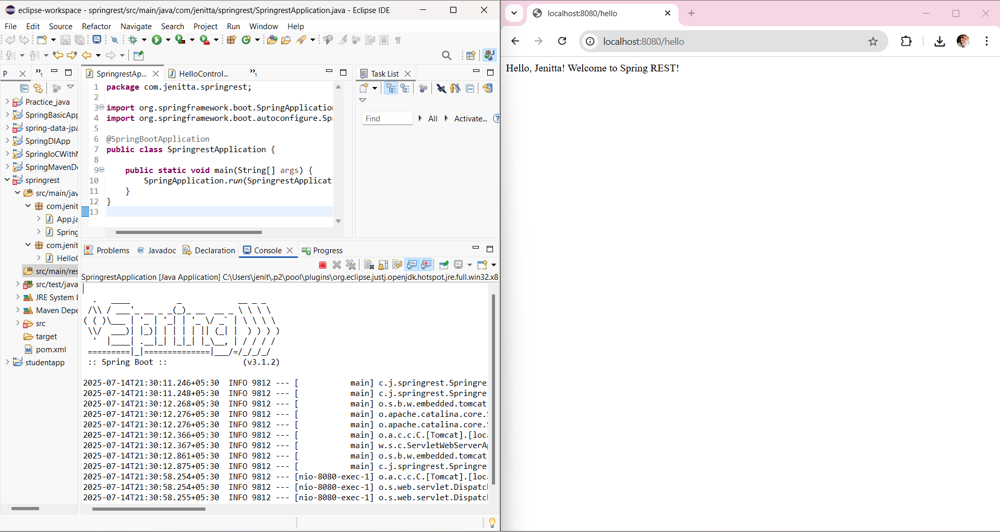 eclipse-workspace - springrest/src/main/java/com/jenitta/springrest/SpringrestApplication.java - Eclipse IDE
File Edit Source Refactor Navigate Search Project Run Window Help
P
»1
Practice_java
SpringBasicApp
spring-data-jpa
SpringDIApp
SpringIoCWith
SpringMavenDe
springrest
src/main/jav
com.jenit
App.ja
Spring
com.jenit
Hello
src/main/res
src/test/java
JRE System
Maven Depe
src
target
pom.xml
studentapp
SpringrestAp... HelloControl... »1
1 package com.jenitta.springrest;
2
3 import org.springframework.boot.SpringApplication
4 import org.springframework.boot.autoconfigure.Sp
5
6 @SpringBootApplication
7 public class SpringrestApplication {
8
9 public static void main(String[] args) {
10 SpringApplication.run(SpringrestApplicat
11 }
12 }
13
Task List
Find All Activate...
Problems Javadoc Declaration Console Progress
SpringrestApplication [Java Application] C:\Users\jenit\.p2\pool\plugins\org.eclipse.justj.openjdk.hotspot.jre.full.win32.x8
Spring
:: Spring Boot :: (v3.1.2)
2025-07-14T21:30:11.246+05:30 INFO 9812 --- [ main] c.j.springrest.Springre
2025-07-14T21:30:11.248+05:30 INFO 9812 --- [ main] c.j.springrest.Springre
2025-07-14T21:30:12.268+05:30 INFO 9812 --- [ main] o.s.b.w.embedded.tomcat
2025-07-14T21:30:12.276+05:30 INFO 9812 --- [ main] o.apache.catalina.core.
2025-07-14T21:30:12.276+05:30 INFO 9812 --- [ main] o.apache.catalina.core.
2025-07-14T21:30:12.366+05:30 INFO 9812 --- [ main] o.a.c.c.C.[Tomcat].[loc
2025-07-14T21:30:12.367+05:30 INFO 9812 --- [ main] w.s.c.ServletWebServerA
2025-07-14T21:30:12.861+05:30 INFO 9812 --- [ main] o.s.b.w.embedded.tomcat
2025-07-14T21:30:12.875+05:30 INFO 9812 --- [ main] c.j.springrest.Springre
2025-07-14T21:30:58.254+05:30 INFO 9812 --- [nio-8080-exec-1] o.a.c.c.C.[Tomcat].[loc
2025-07-14T21:30:58.254+05:30 INFO 9812 --- [nio-8080-exec-1] o.s.web.servlet.Dispatc
2025-07-14T21:30:58.255+05:30 INFO 9812 --- [nio-8080-exec-1] o.s.web.servlet.Dispatc
localhost:8080/hello
localhost:8080/hello
Hello, Jenitta! Welcome to Spring REST!